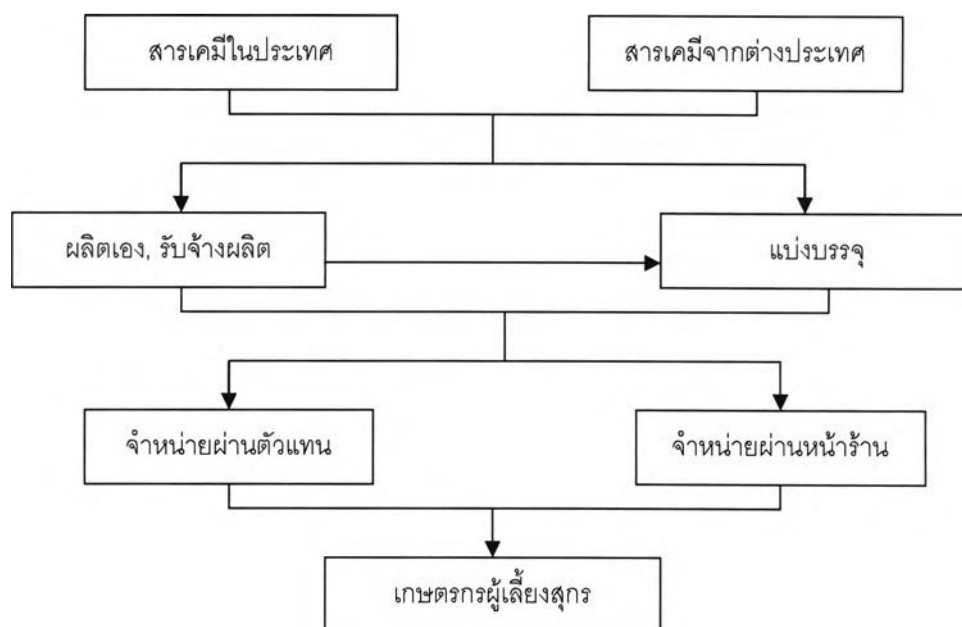 สารเคมีในประเทศ
สารเคมีจากต่างประเทศ
ผลิตเอง, รับจ้างผลิต
แบ่งบรรจุ
จำหน่ายผ่านตัวแทน
จำหน่ายผ่านหน้าร้าน
เกษตรกรผู้เลี้ยงสุกร